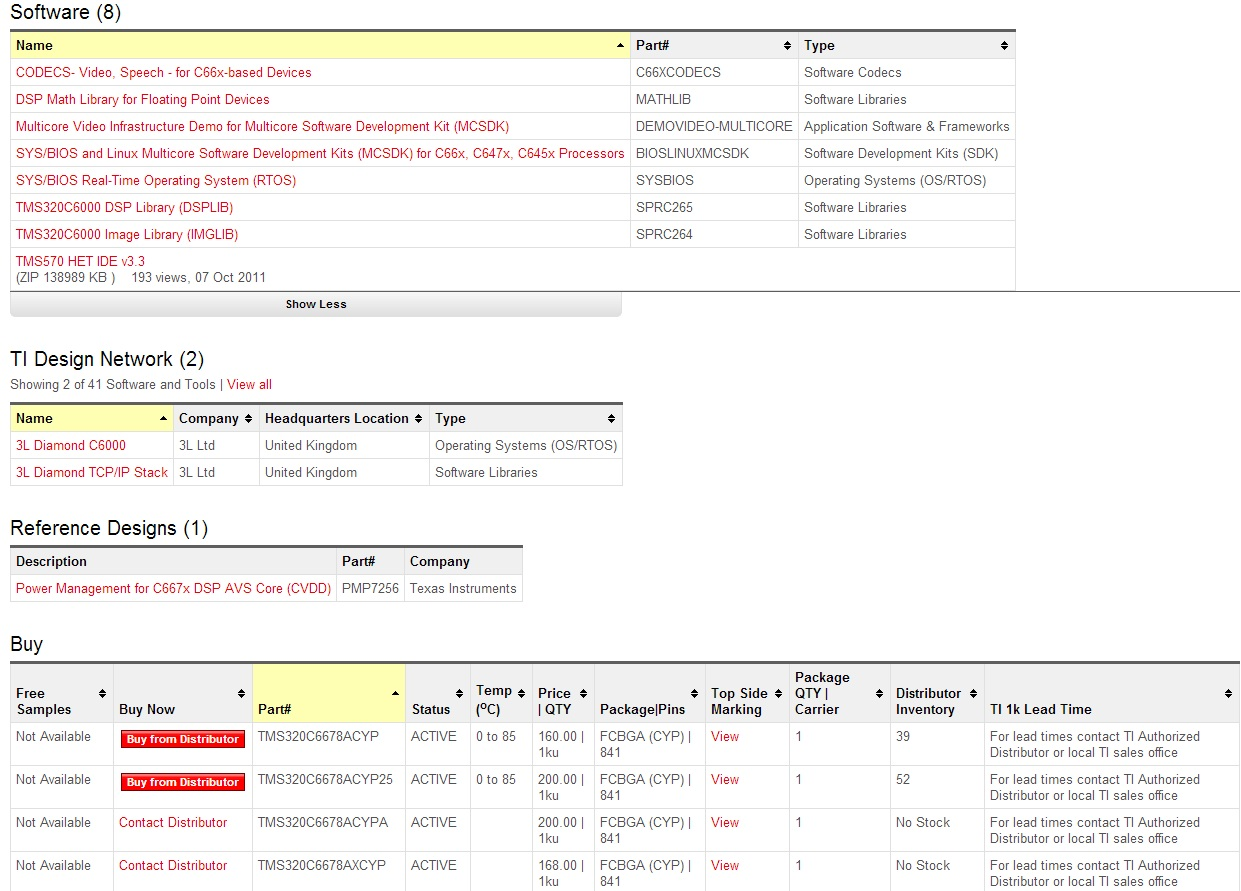 Software (8)
Name Part# Type
CODECS- Video, Speech - for C66x-based Devices C66XCODECS Software Codecs
DSP Math Library for Floating Point Devices MATHLIB Software Libraries
Multicore Video Infrastructure Demo for Multicore Software Development Kit (MCSDK) DEMOVIDEO-MULTICORE Application Software & Frameworks
SYS/BIOS and Linux Multicore Software Development Kits (MCSDK) for C66x, C647x, C645x Processors BIOSLINUXMCSDK Software Development Kits (SDK)
SYS/BIOS Real-Time Operating System (RTOS) SYSBIOS Operating Systems (OS/RTOS)
TMS320C6000 DSP Library (DSPLIB) SPRC265 Software Libraries
TMS320C6000 Image Library (IMGLIB) SPRC264 Software Libraries
TMS570 HET IDE v3.3
(ZIP 138989 KB ) 193 views, 07 Oct 2011
Show Less
TI Design Network (2)
Showing 2 of 41 Software and Tools | View all
Name Company Headquarters Location Type
3L Diamond C6000 3L Ltd United Kingdom Operating Systems (OS/RTOS)
3L Diamond TCP/IP Stack 3L Ltd United Kingdom Software Libraries
Reference Designs (1)
Description Part# Company
Power Management for C667x DSP AVS Core (CVDD) PMP7256 Texas Instruments
Buy
Package
Free Temp Price Top Side QTY | Distributor
Samples Buy Now Part# Status (ºC) | QTY Package|Pins Marking Carrier Inventory TI 1k Lead Time
Not Available Buy from Distributor TMS320C6678ACYP ACTIVE 0 to 85 160.00 | FCBGA (CYP) | View 1 39 For lead times contact TI Authorized
1ku 841 Distributor or local TI sales office
Not Available Buy from Distributor TMS320C6678ACYP25 ACTIVE 0 to 85 200.00 | FCBGA (CYP) | View 1 52 For lead times contact TI Authorized
1ku 841 Distributor or local TI sales office
Not Available Contact Distributor TMS320C6678ACYPA ACTIVE 200.00 | FCBGA (CYP) | View 1 No Stock For lead times contact TI Authorized
1ku 841 Distributor or local TI sales office
Not Available Contact Distributor TMS320C6678AXCYP ACTIVE 168.00 | FCBGA (CYP) | View 1 No Stock For lead times contact TI Authorized
1ku 841 Distributor or local TI sales office